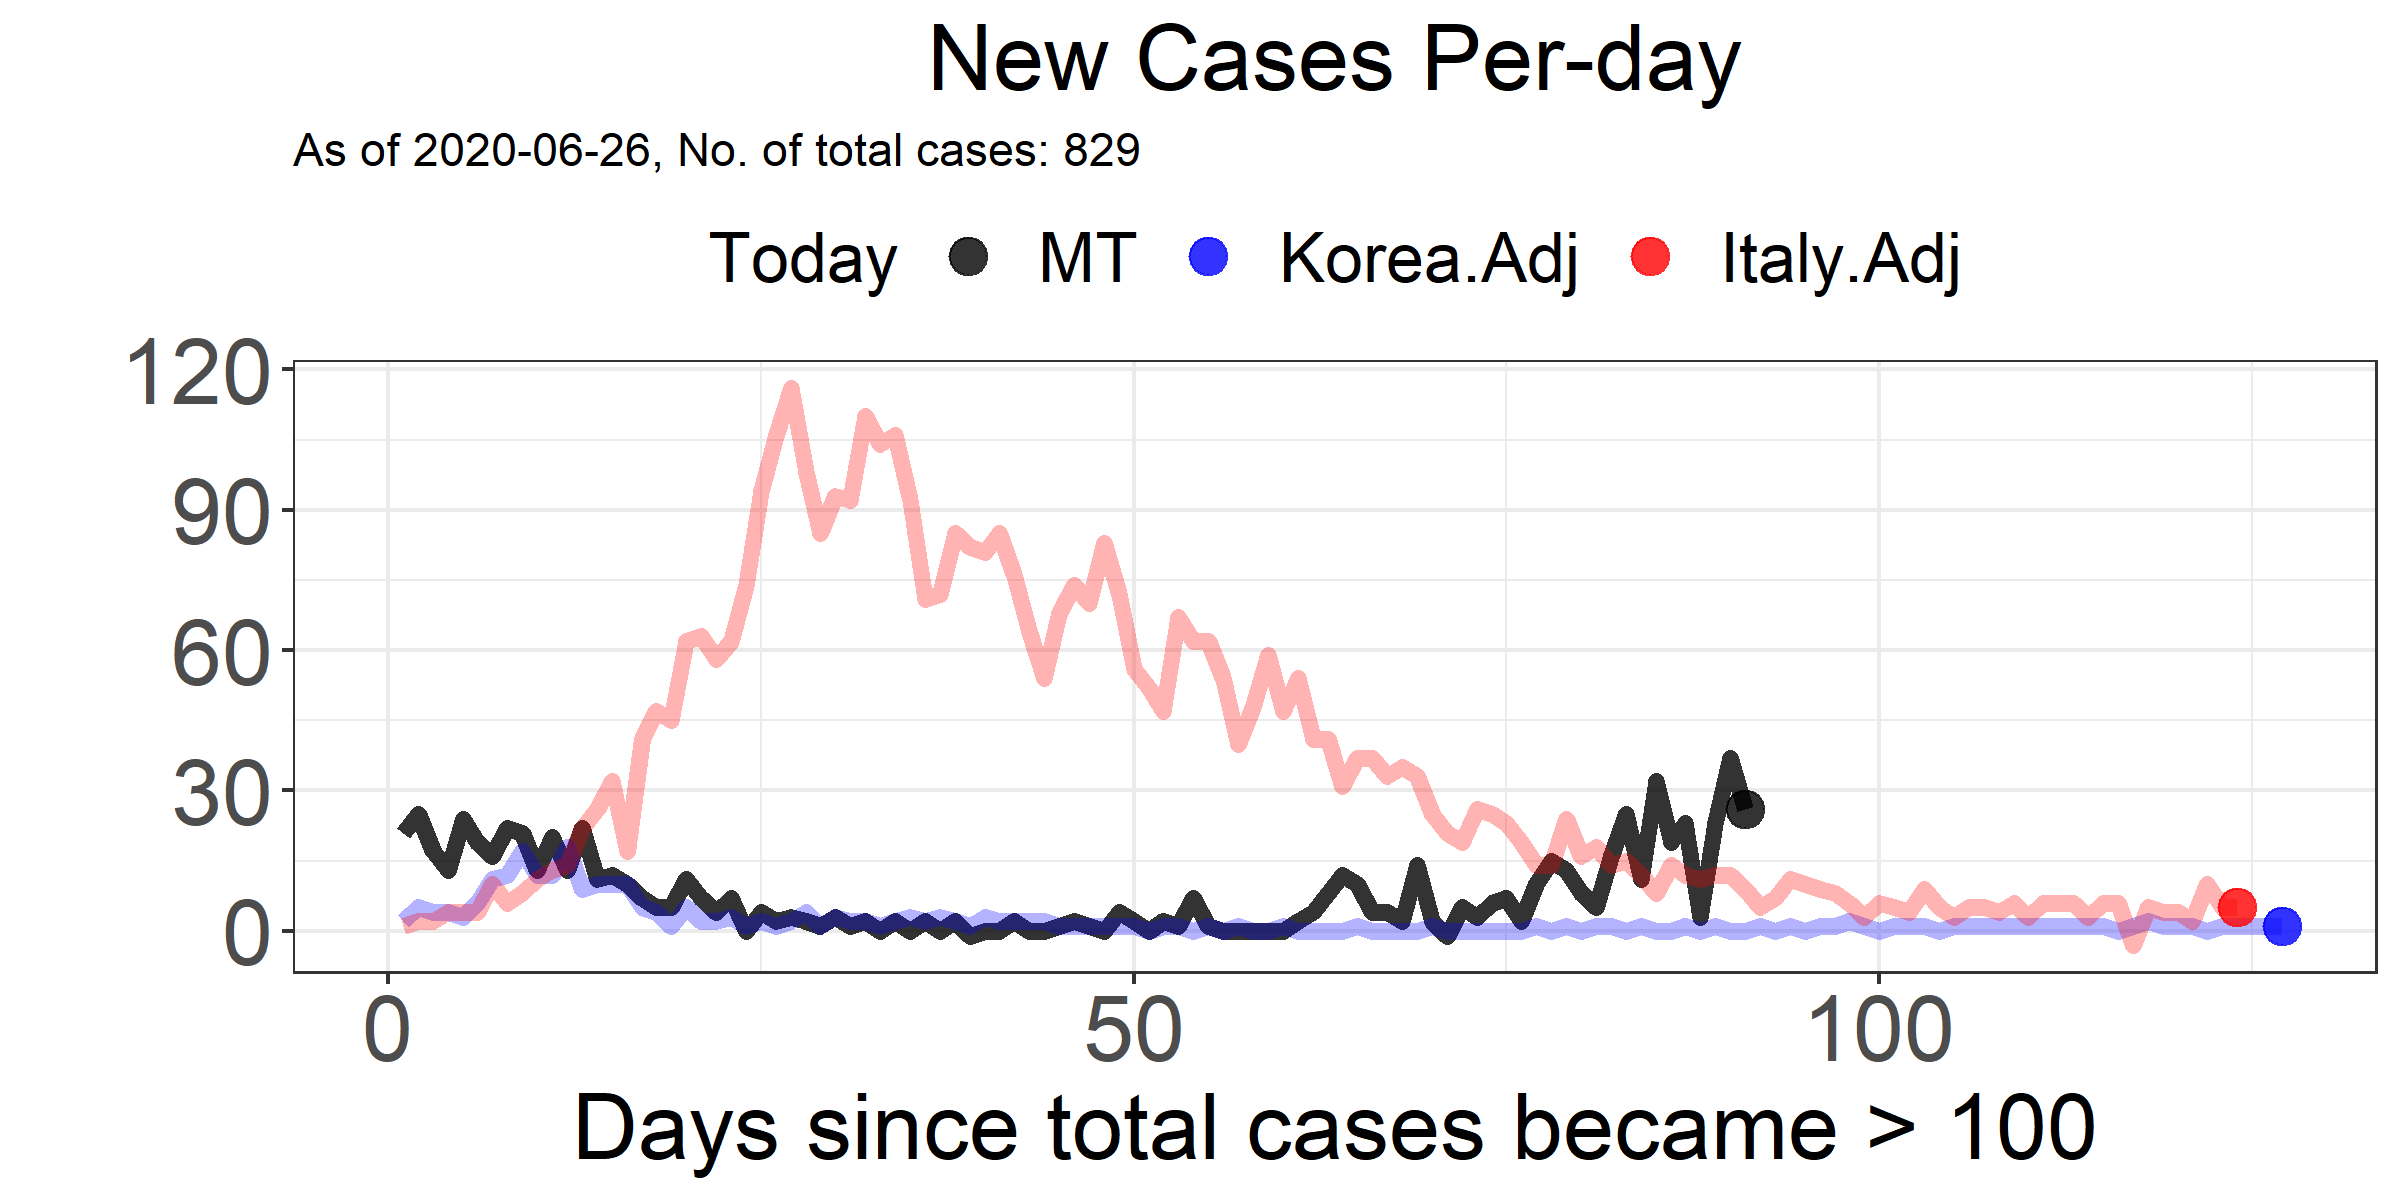 New Cases Per-day
As of 2020-06-26, No. of total cases: 829
Today MT Korea.Adj Italy.Adj
120
90
60
30
0
0 50 100
Days since total cases became > 100